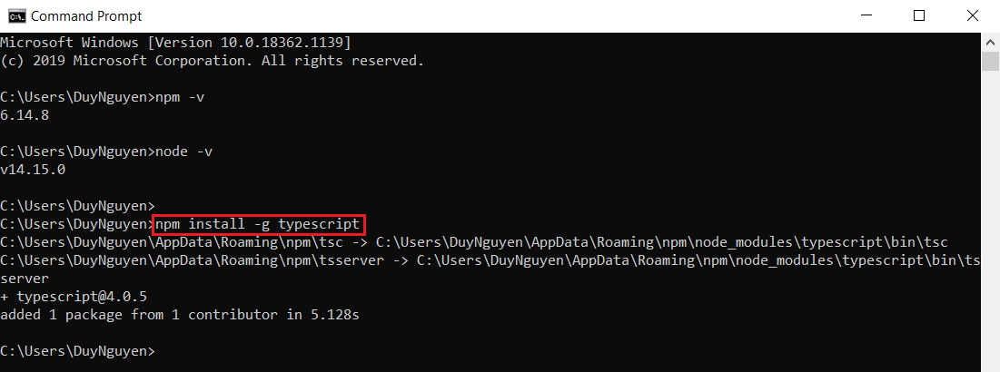 Command Prompt
Microsoft Windows [Version 10.0.18362.1139]
(c) 2019 Microsoft Corporation. All rights reserved.
C:\Users\DuyNguyen>npm -v
6.14.8
C:\Users\DuyNguyen>node -v
v14.15.0
C:\Users\DuyNguyen>
C:\Users\DuyNguyen>npm install -g typescript
C:\Users\DuyNguyen\AppData\Roaming\npm\tsc -> C:\Users\DuyNguyen\AppData\Roaming\npm\node_modules\typescript\bin\tsc
C:\Users\DuyNguyen\AppData\Roaming\npm\tsserver -> C:\Users\DuyNguyen\AppData\Roaming\npm\node_modules\typescript\bin\ts
server
+ typescript@4.0.5
added 1 package from 1 contributor in 5.128s
C:\Users\DuyNguyen>